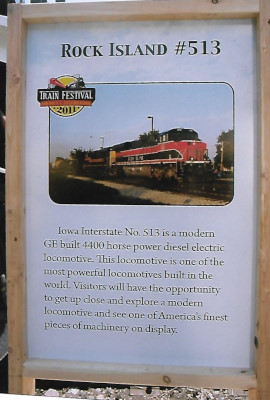 ROCK ISLAND #513
TRAIN FESTIVAL
2011
Iowa Interstate No. 513 is a modern
GE built 4400 horse power diesel electric
locomotive. This locomotive is one of the
most powerful locomotives built in the
world. Visitors will have the opportunity
to get up close and explore a modern
locomotive and see one of America's finest
pieces of machinery on display.